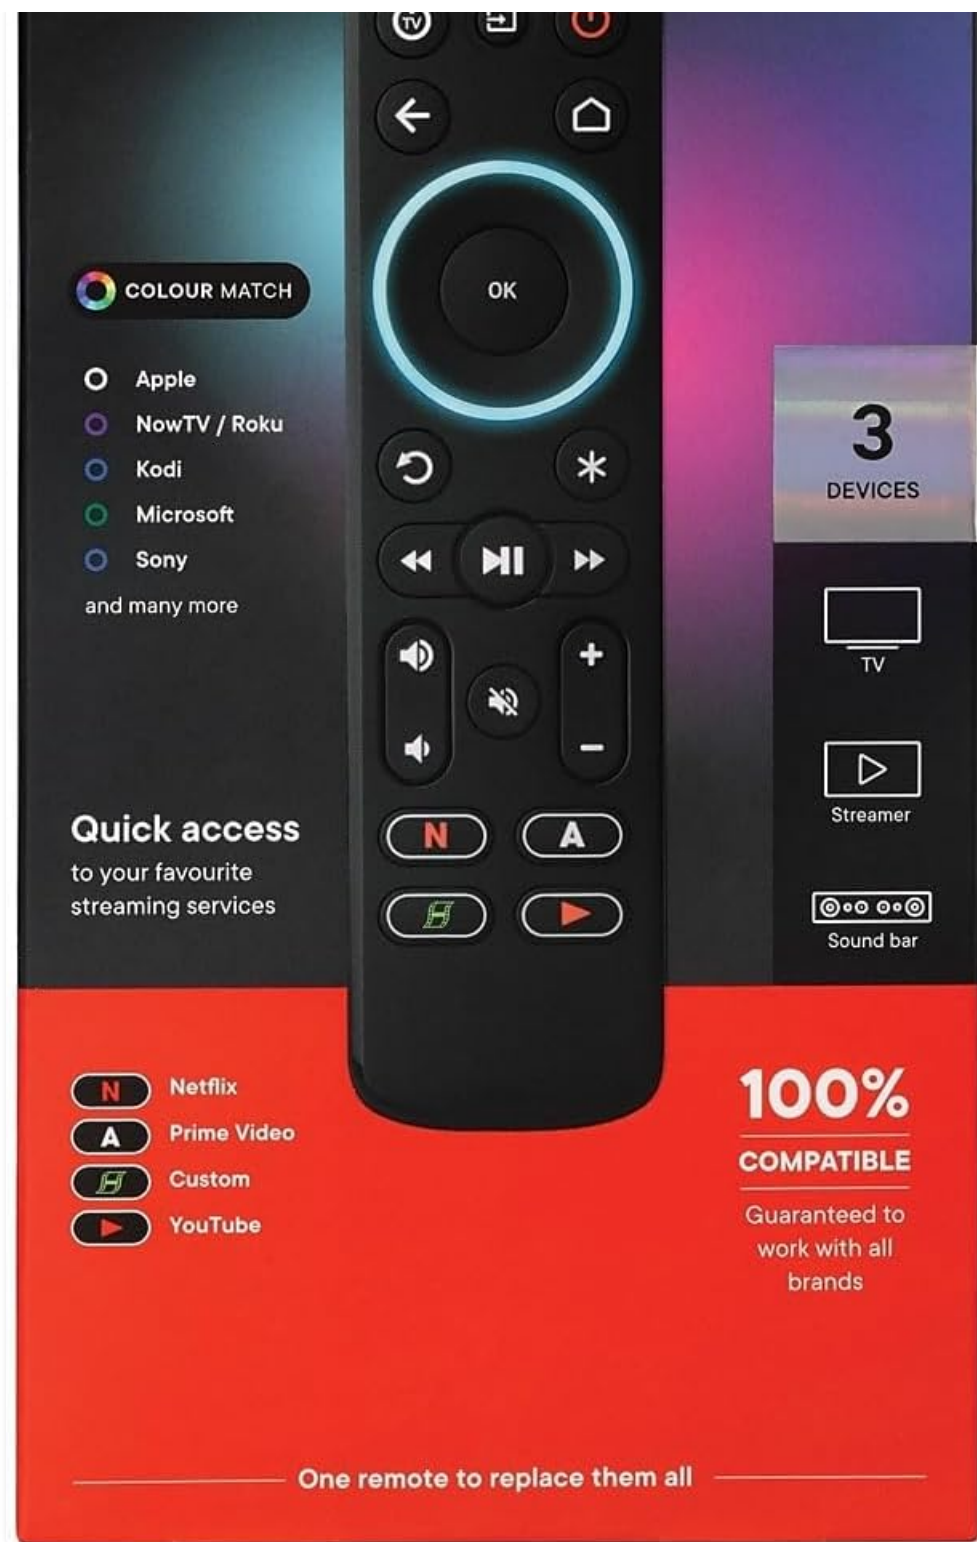 TV
OK
COLOUR MATCH
Apple
NowTV / Roku
Kodi
Microsoft
Sony
and many more
3
DEVICES
TV
Streamer
Sound bar
Quick access
to your favourite
streaming services
N
A
N Netflix
A Prime Video
Custom
YouTube
100%
COMPATIBLE
Guaranteed to
work with all
brands
One remote to replace them all